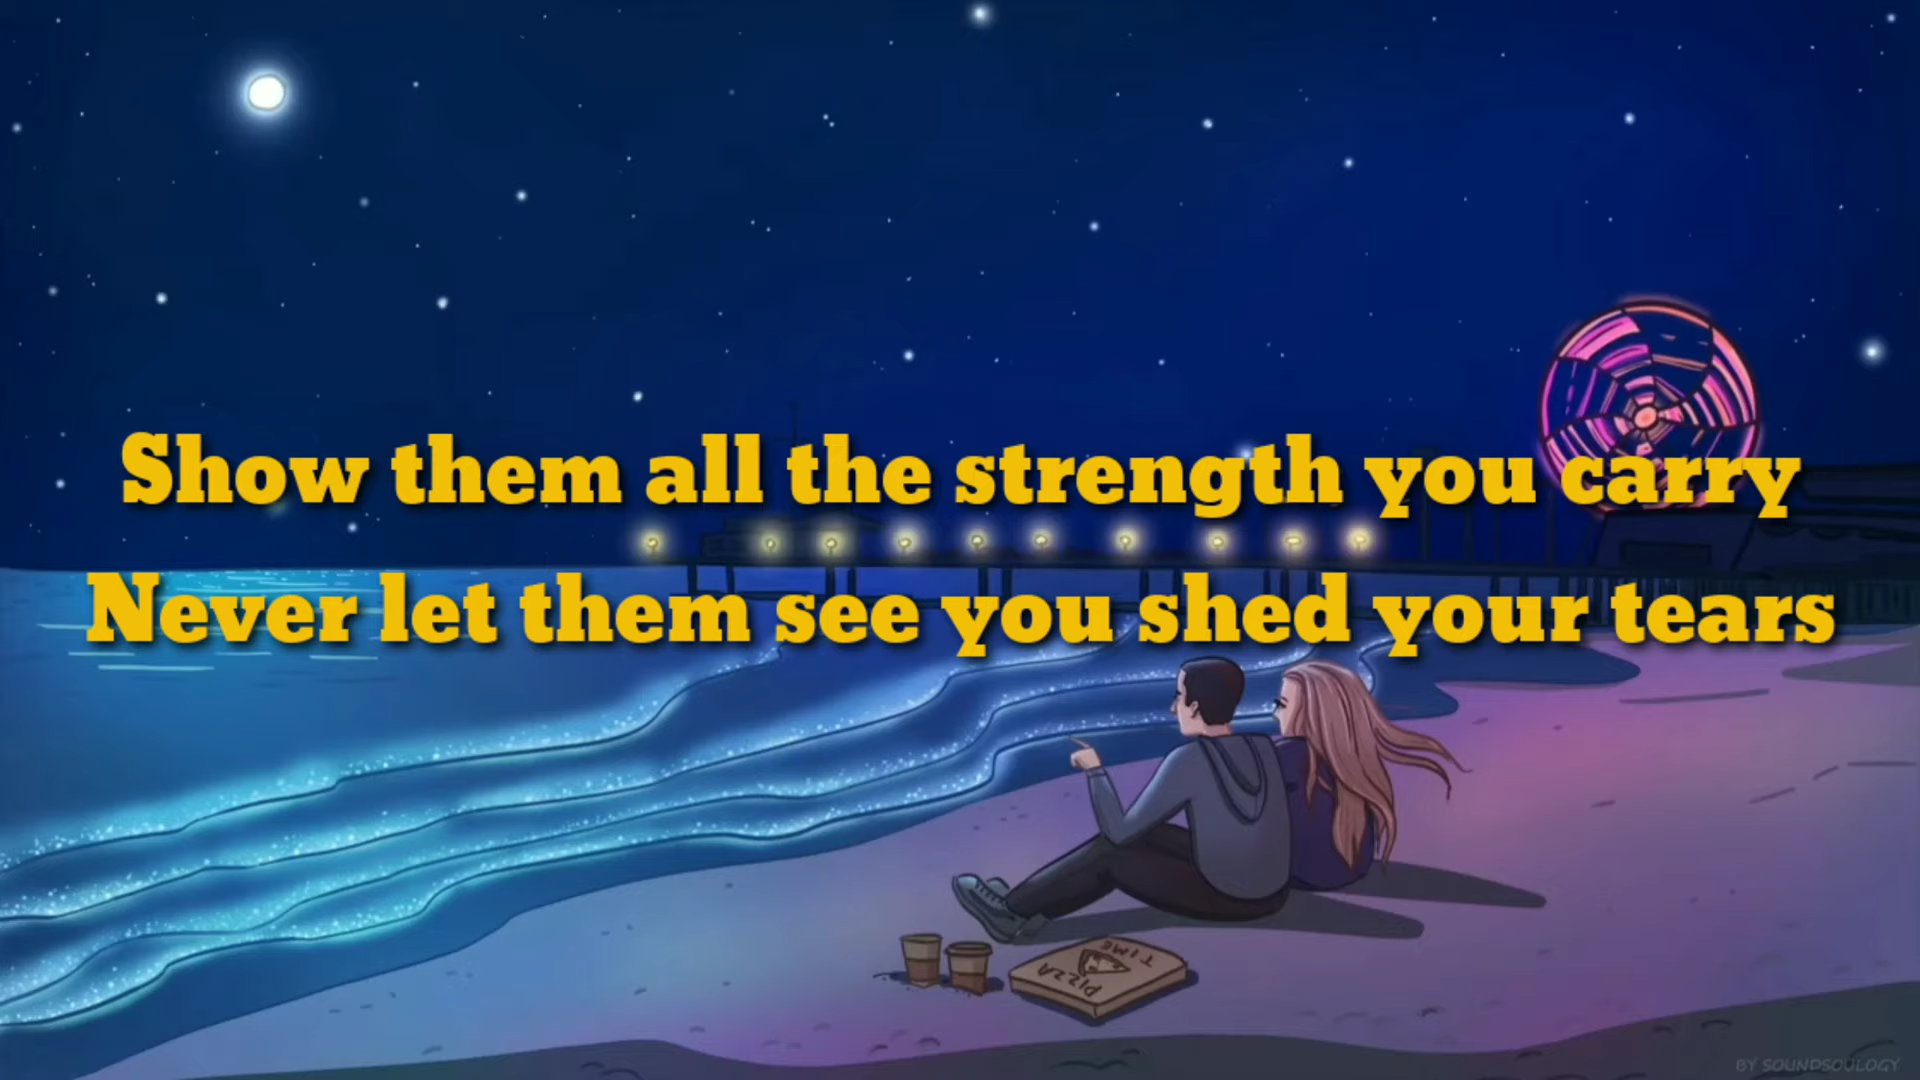 Show them all the strength you carry
Never let them see you shed your tears
PIZZA
TIME
BY SOUNDSOULOGY